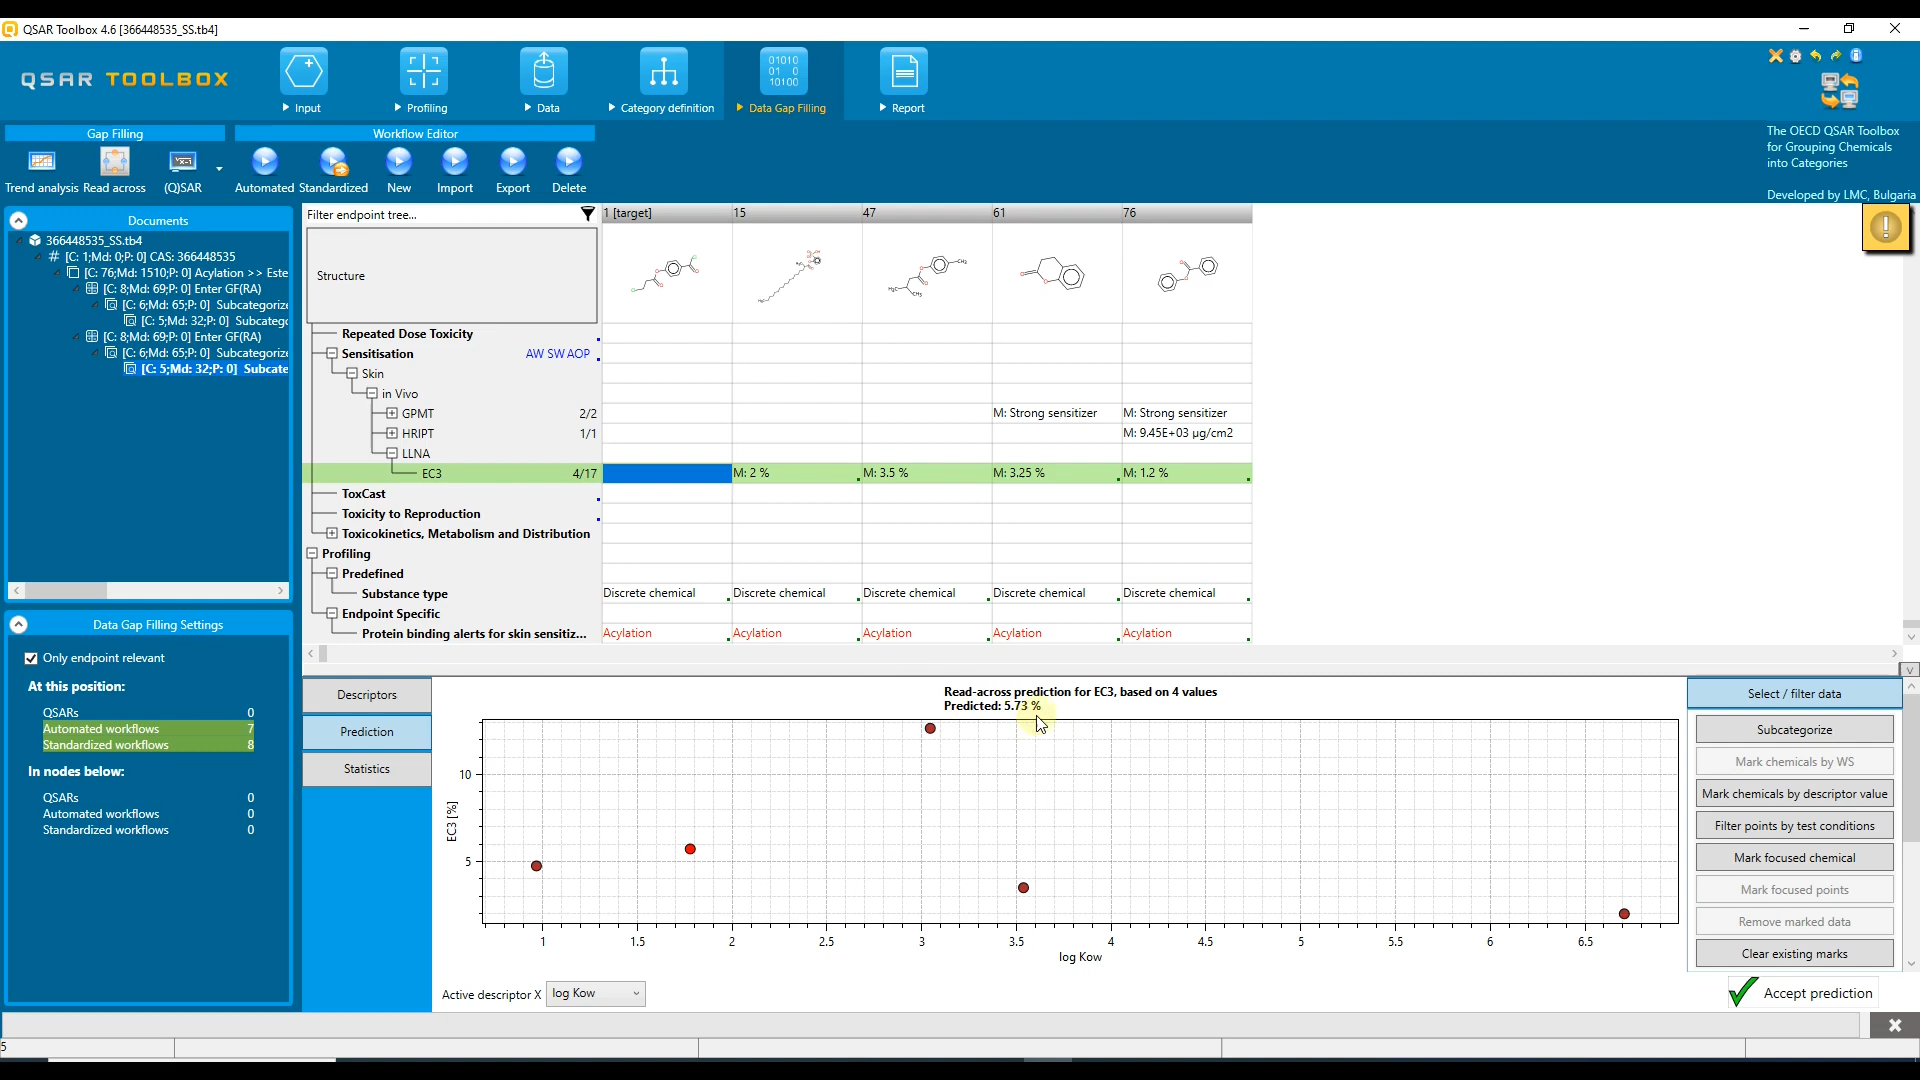 QSAR Toolbox 4.6 [366448535_SS.tb4]
QSAR TOOLBOX
Input
Profiling
Data
Category definition
Data Gap Filling
Report
The OECD QSAR Toolbox
for Grouping Chemicals
into Categories
Developed by LMC, Bulgaria
Gap Filling
Workflow Editor
Trend analysis Read across (Q)SAR
Automated Standardized New Import Export Delete
Documents
366448535_SS.tb4
[C: 1;Md: 0;P: 0] CAS: 366448535
[C: 76;Md: 1510;P: 0] Acylation >> Este
[C: 8;Md: 69;P: 0] Enter GF(RA)
[C: 6;Md: 65;P: 0] Subcategorize
[C: 5;Md: 32;P: 0] Subcateg
[C: 8;Md: 69;P: 0] Enter GF(RA)
[C: 6;Md: 65;P: 0] Subcategorize
[C: 5;Md: 32;P: 0] Subcate
Data Gap Filling Settings
Only endpoint relevant
At this position:
QSARs 0
Automated workflows 7
Standardized workflows 8
In nodes below:
QSARs 0
Automated workflows 0
Standardized workflows 0
Filter endpoint tree...
1 [target] 15 47 61 76
Structure
Repeated Dose Toxicity
Sensitisation AW SW AOP
Skin
in Vivo
GPMT 2/2 M: Strong sensitizer M: Strong sensitizer
HRIPT 1/1 M: 9.45E+03 µg/cm2
LLNA
EC3 4/17 M: 2 % M: 3.5 % M: 3.25 % M: 1.2 %
ToxCast
Toxicity to Reproduction
Toxicokinetics, Metabolism and Distribution
Profiling
Predefined
Substance type Discrete chemical Discrete chemical Discrete chemical Discrete chemical Discrete chemical
Endpoint Specific
Protein binding alerts for skin sensitiz... Acylation Acylation Acylation Acylation Acylation
Descriptors
Prediction
Statistics
Read-across prediction for EC3, based on 4 values
Predicted: 5.73 %
EC3 [%]
10
5
1 1.5 2 2.5 3 3.5 4 4.5 5 5.5 6 6.5
log Kow
Active descriptor X log Kow
Select / filter data
Subcategorize
Mark chemicals by WS
Mark chemicals by descriptor value
Filter points by test conditions
Mark focused chemical
Mark focused points
Remove marked data
Clear existing marks
Accept prediction
5